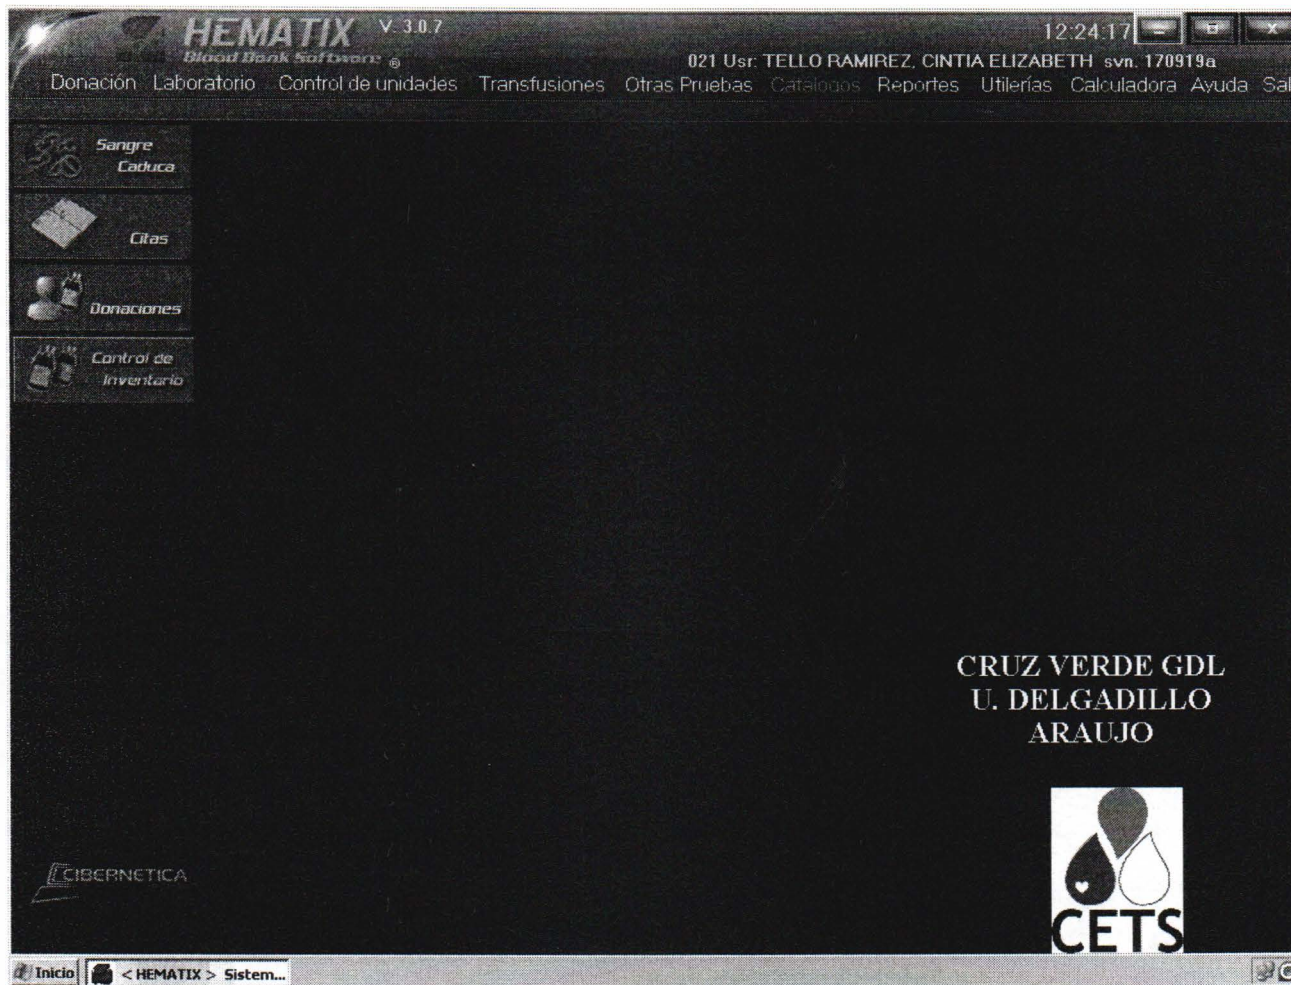 HEMATIX V. 3.0.7
12:24:17
Blood Bank Software ®
021 Usr: TELLO RAMIREZ, CINTIA ELIZABETH svn. 170919a
Donación Laboratorio Control de unidades Transfusiones Otras Pruebas Catalogos Reportes Utilerías Calculadora Ayuda Sal
Sangre
Caduca
Citas
Donaciones
Control de
Inventario
CRUZ VERDE GDL
U. DELGADILLO
ARAUJO
CIBERNETICA
CETS
Inicio < HEMATIX > Sistem...